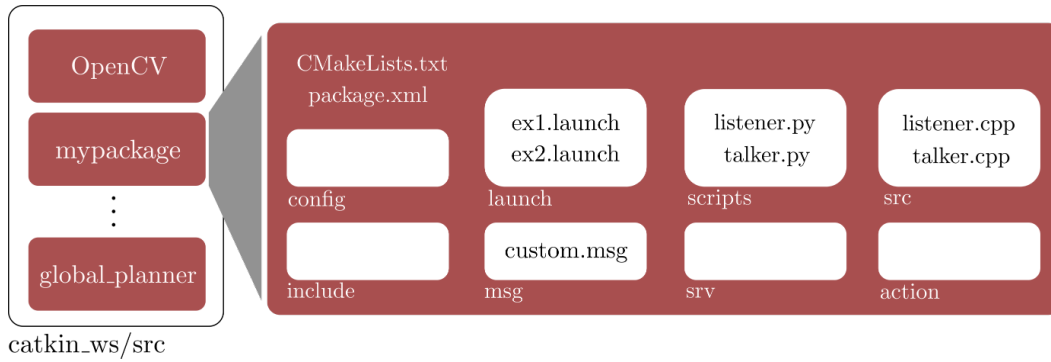 OpenCV
mypackage
global_planner
catkin_ws/src
CMakeLists.txt
package.xml
config
ex1.launch
ex2.launch
launch
listener.py
talker.py
scripts
listener.cpp
talker.cpp
src
include
custom.msg
msg
srv
action